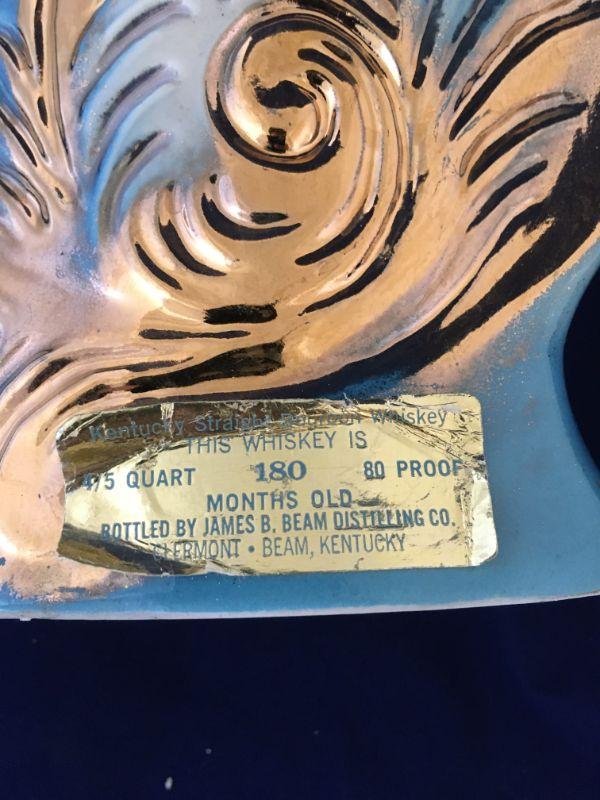 Kentucky Straight Bourbon Whiskey
THIS WHISKEY IS
4/5 QUART 180 80 PROOF
MONTHS OLD
BOTTLED BY JAMES B. BEAM DISTILLING CO.
CLERMONT • BEAM, KENTUCKY